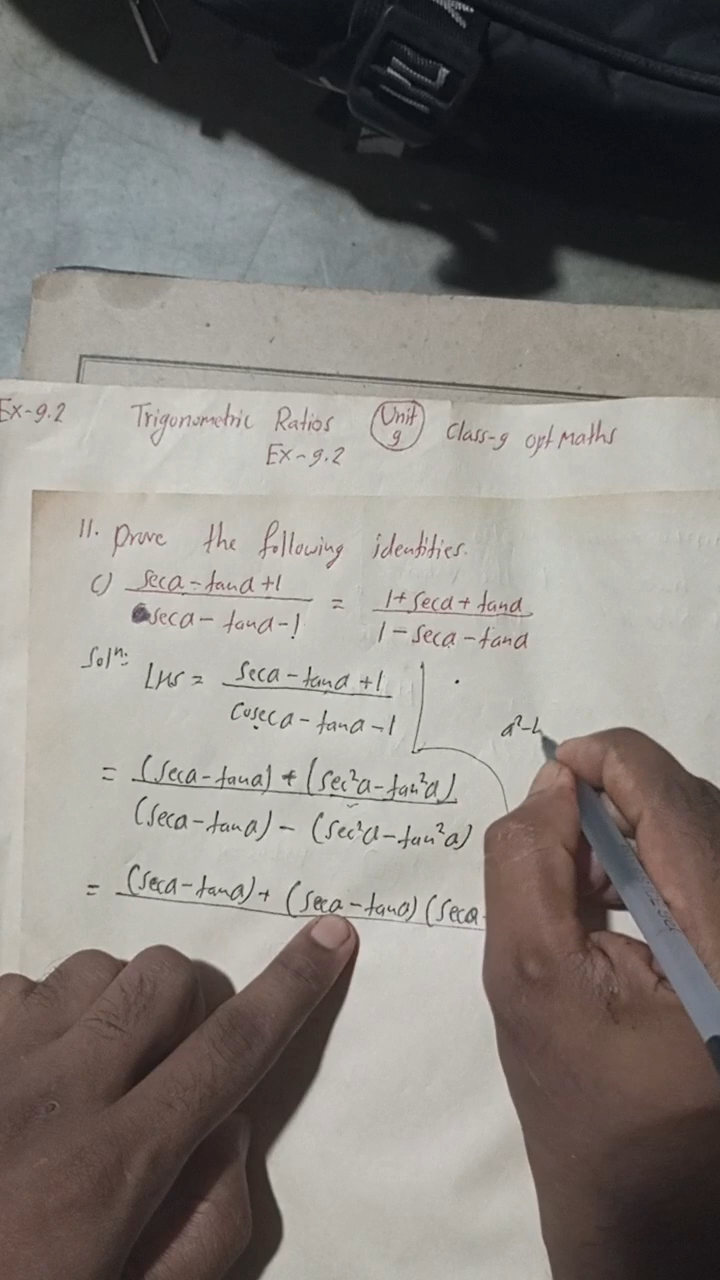 Ex-9.2 Trigonometric Ratios Unit 9 Class-9 opt Maths
Ex-9.2
11. Prove the following identities.
c) (seca - tana + 1)/(seca - tana - 1) = (1 + seca + tana)/(1 - seca - tana)
Solⁿ: LHS = (seca - tana + 1)/(coseca - tana - 1)
a²-b
= ((seca - tana) + (sec²a - tan²a))/((seca - tana) - (sec²a - tan²a))
= (seca - tana) + (seca - tana) (seca